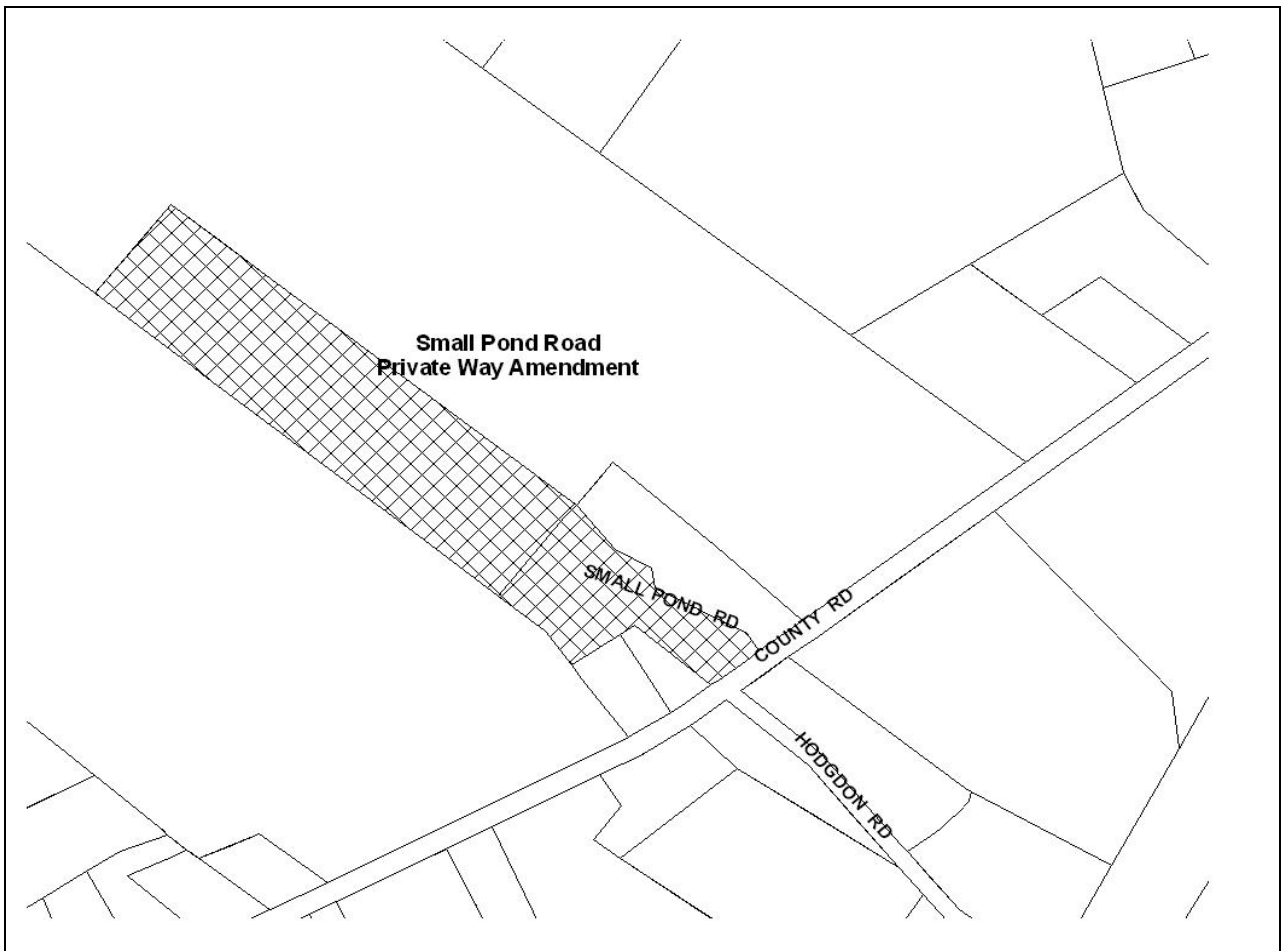 Small Pond Road
Private Way Amendment
SMALL POND RD
COUNTY RD
HODGDON RD